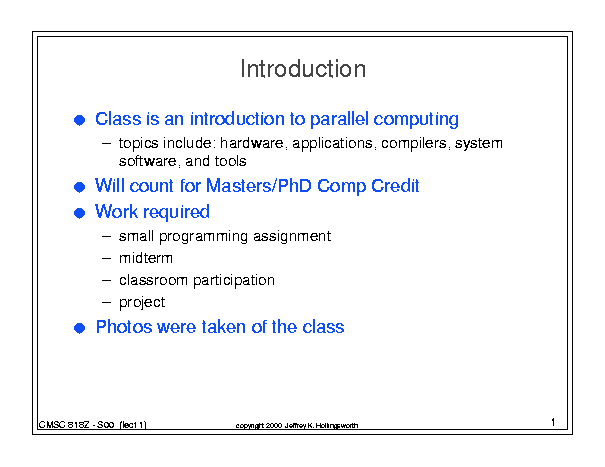 Introduction
● Class is an introduction to parallel computing
– topics include: hardware, applications, compilers, system
software, and tools
● Will count for Masters/PhD Comp Credit
● Work required
– small programming assignment
– midterm
– classroom participation
– project
● Photos were taken of the class
CMSC 818Z - S00 (lect 1)
copyright 2000 Jeffrey K. Hollingsworth
1